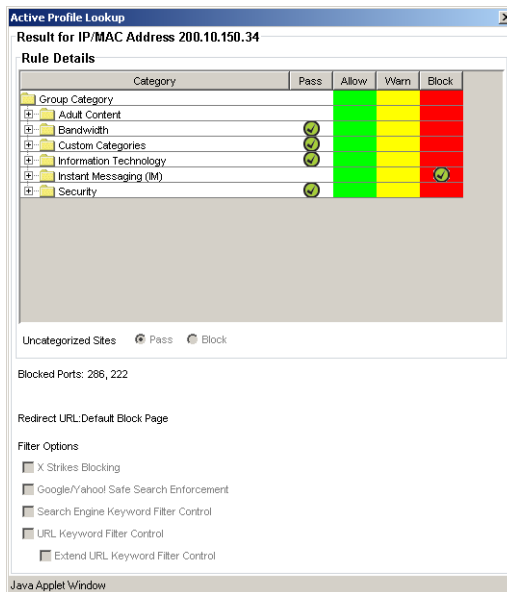 Active Profile Lookup
Result for IP/MAC Address 200.10.150.34
Rule Details
Category Pass Allow Warn Block
Group Category
Adult Content
Bandwidth
Custom Categories
Information Technology
Instant Messaging (IM)
Security
Uncategorized Sites Pass Block
Blocked Ports: 286, 222
Redirect URL:Default Block Page
Filter Options
X Strikes Blocking
Google/Yahoo! Safe Search Enforcement
Search Engine Keyword Filter Control
URL Keyword Filter Control
Extend URL Keyword Filter Control
Java Applet Window